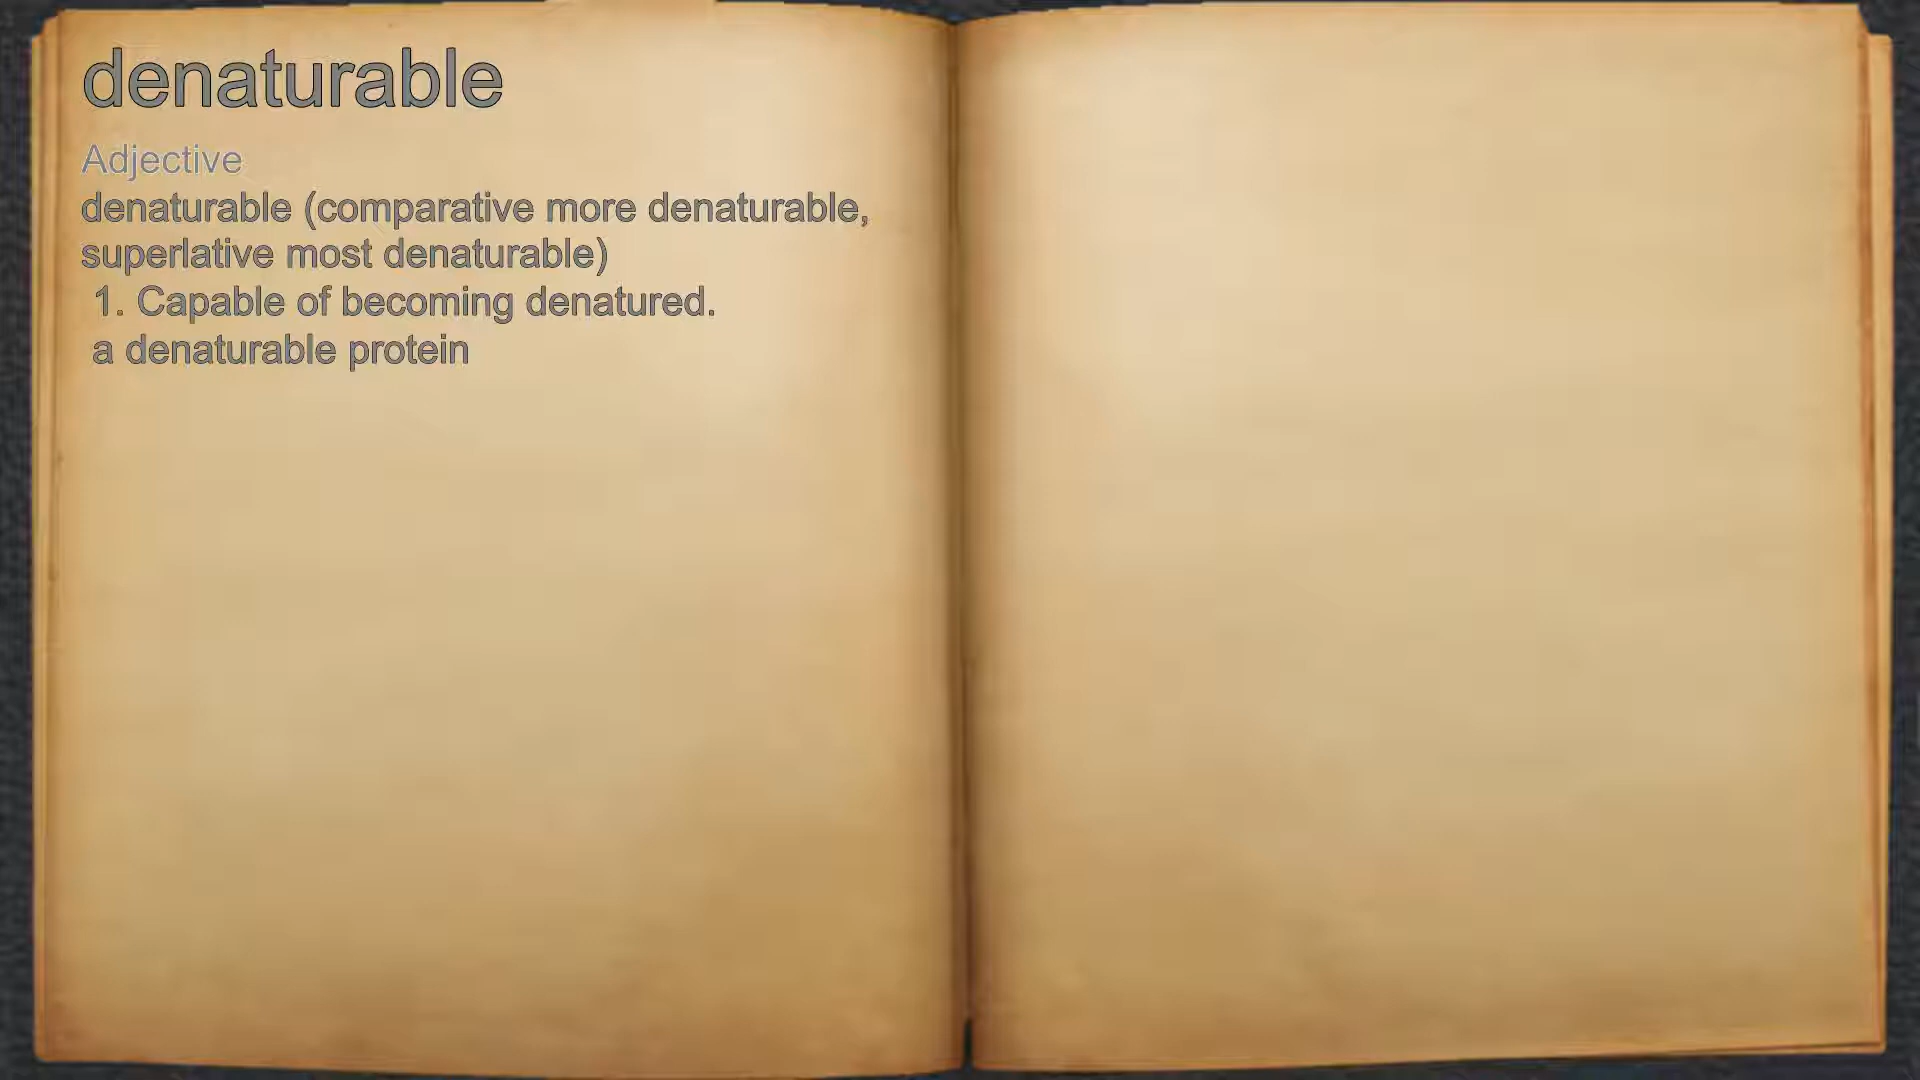 denaturable
Adjective
denaturable (comparative more denaturable,
superlative most denaturable)
1. Capable of becoming denatured.
a denaturable protein